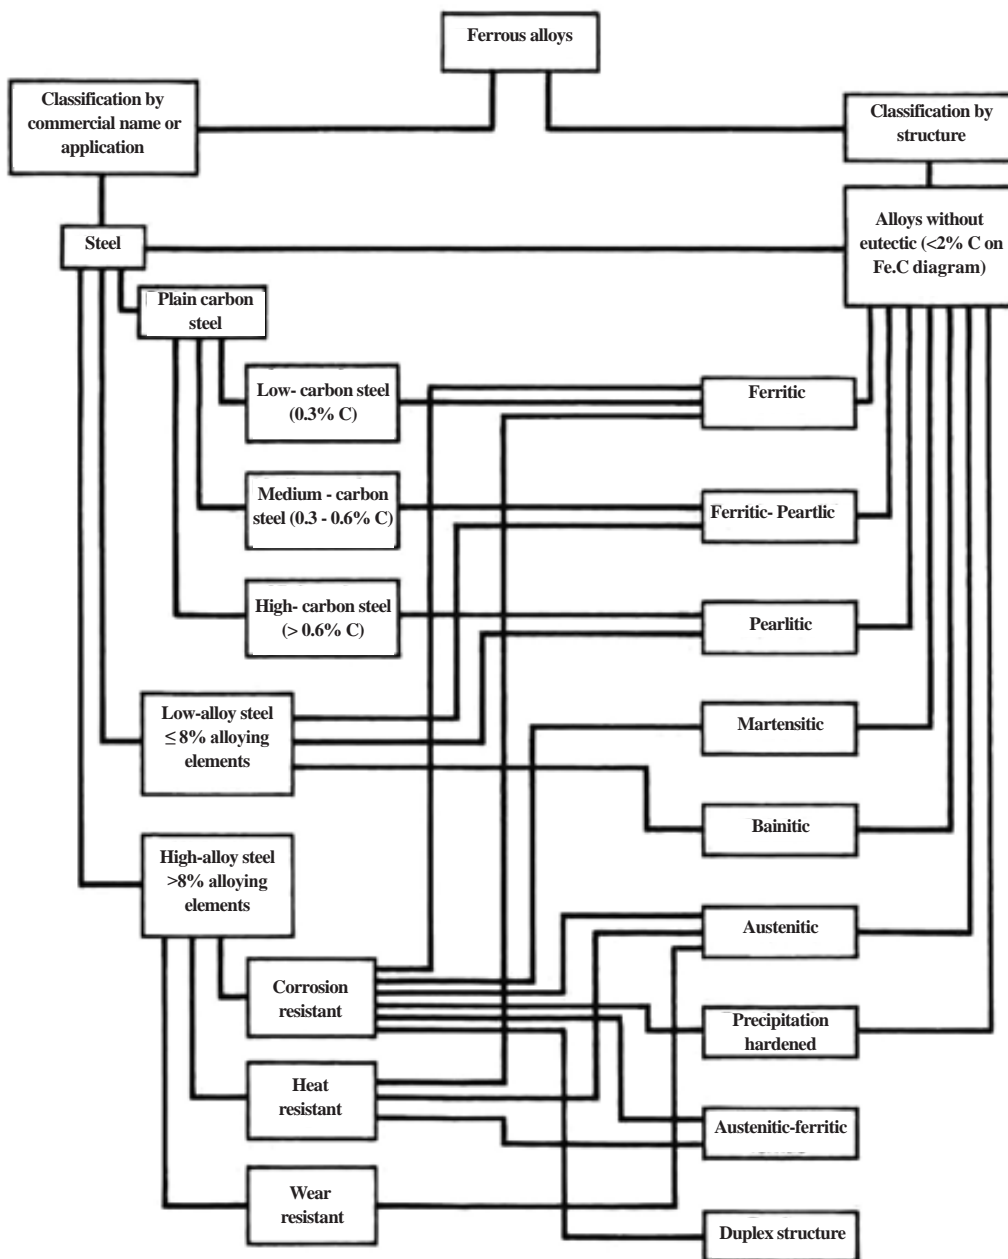 Ferrous alloys
Classification by
commercial name or
application
Classification by
structure
Steel
Alloys without
eutectic (<2% C on
Fe.C diagram)
Plain carbon
steel
Low- carbon steel
(0.3% C)
Ferritic
Medium - carbon
steel (0.3 - 0.6% C)
Ferritic- Peartlic
High- carbon steel
(> 0.6% C)
Pearlitic
Low-alloy steel
≤ 8% alloying
elements
Martensitic
Bainitic
High-alloy steel
>8% alloying
elements
Austenitic
Corrosion
resistant
Precipitation
hardened
Heat
resistant
Austenitic-ferritic
Wear
resistant
Duplex structure